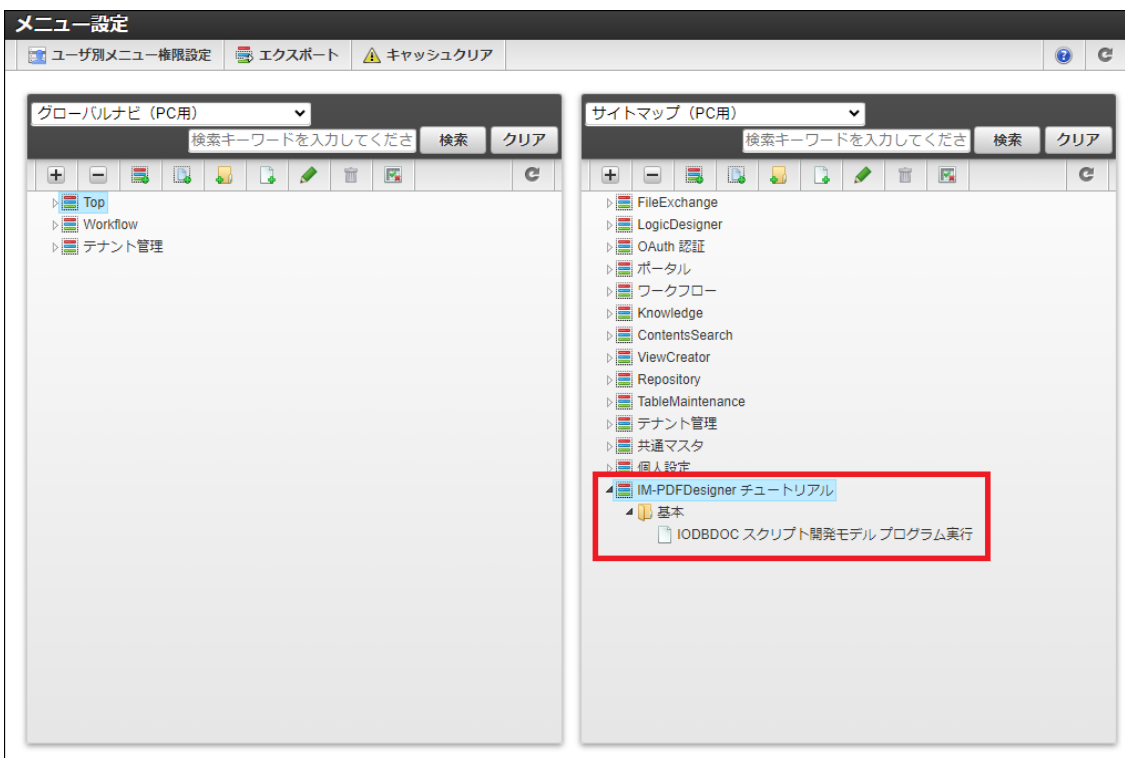 メニュー設定
ユーザ別メニュー権限設定 エクスポート キャッシュクリア
グローバルナビ（PC用）
検索キーワードを入力してくださ 検索 クリア
Top
Workflow
テナント管理
サイトマップ（PC用）
検索キーワードを入力してくださ 検索 クリア
FileExchange
LogicDesigner
OAuth 認証
ポータル
ワークフロー
Knowledge
ContentsSearch
ViewCreator
Repository
TableMaintenance
テナント管理
共通マスタ
個人設定
IM-PDFDesigner チュートリアル
基本
IODBDOC スクリプト開発モデル プログラム実行